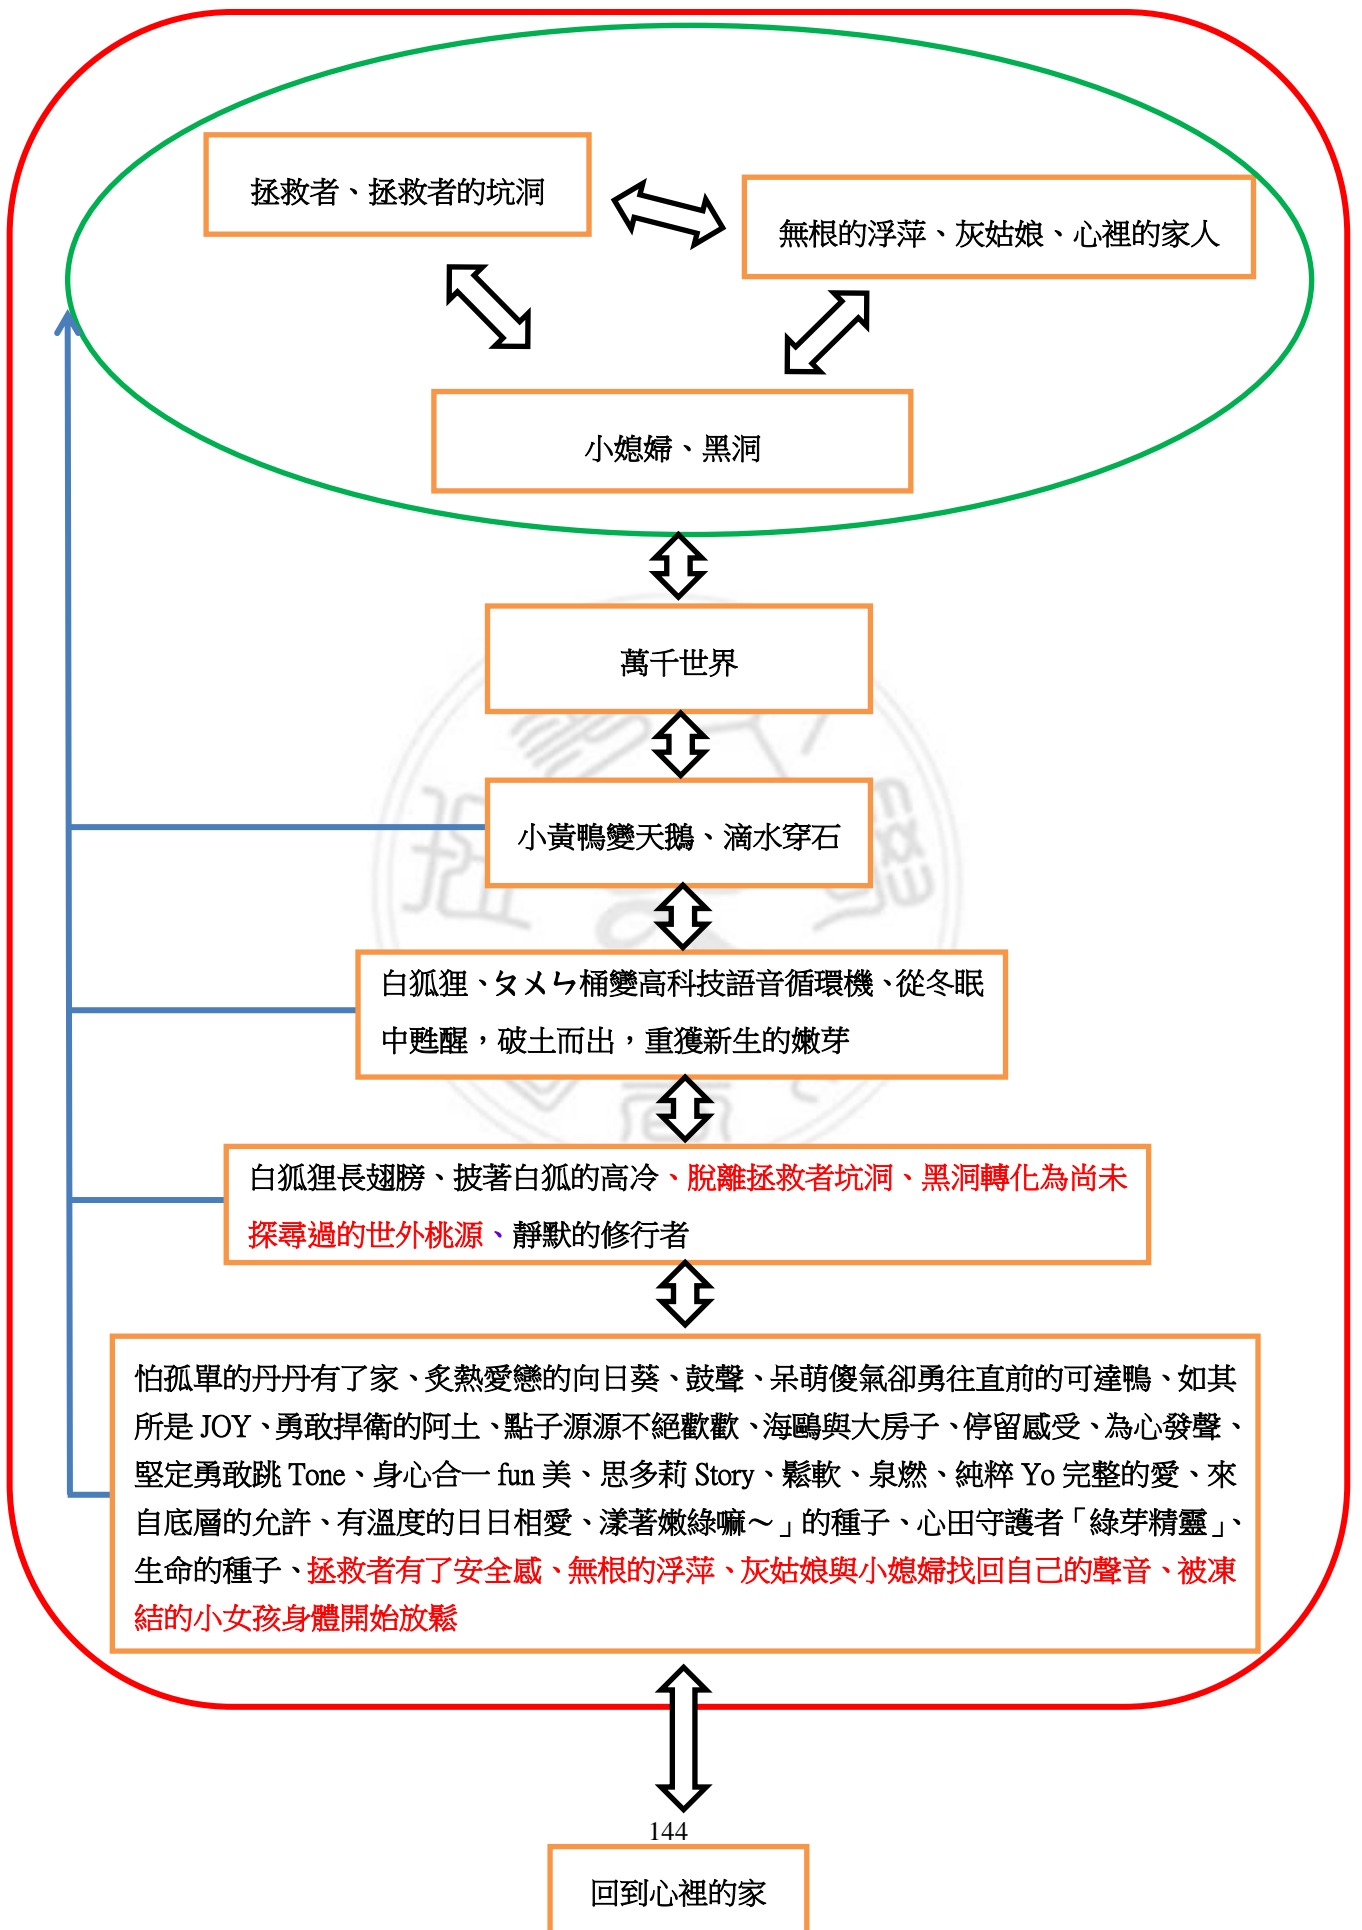 拯救者、拯救者的坑洞
無根的浮萍、灰姑娘、心裡的家人
小媳婦、黑洞
萬千世界
小黃鴨變天鵝、滴水穿石
白狐狸、ㄆㄨㄣ桶變高科技語音循環機、從冬眠
中甦醒，破土而出，重獲新生的嫩芽
白狐狸長翅膀、披著白狐的高冷、脫離拯救者坑洞、黑洞轉化為尚未
探尋過的世外桃源、靜默的修行者
怕孤單的丹丹有了家、炙熱愛戀的向日葵、鼓聲、呆萌傻氣卻勇往直前的可達鴨、如其
所是 JOY、勇敢捍衛的阿土、點子源源不絕歡歡、海鷗與大房子、停留感受、為心發聲、
堅定勇敢跳 Tone、身心合一 fun 美、思多莉 Story、鬆軟、泉燃、純粹 Yo 完整的愛、來
自底層的允許、有溫度的日日相愛、漾著嫩綠嘛～」的種子、心田守護者「綠芽精靈」、
生命的種子、拯救者有了安全感、無根的浮萍、灰姑娘與小媳婦找回自己的聲音、被凍
結的小女孩身體開始放鬆
144
回到心裡的家